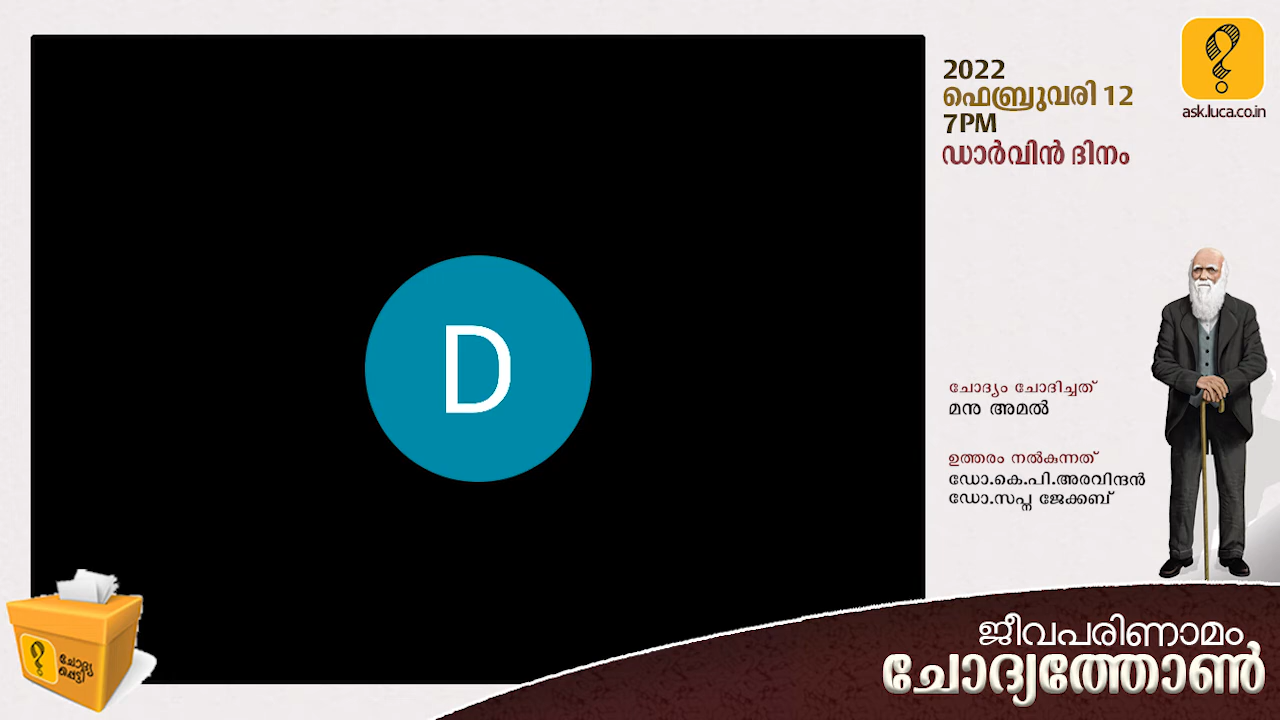 2022
ഫെബ്രുവരി 12
7PM
ഡാർവിൻ ദിനം
ask.luca.co.in
D
ചോദ്യം ചോദിച്ചത്
മനു അമൽ
ഉത്തരം നൽകുന്നത്
ഡോ.കെ.പി.അരവിന്ദൻ
ഡോ.സപ്ന ജേക്കബ്
ചോദ്യ
പ്പെട്ടി
ജീവപരിണാമം
ചോദ്യത്തോൺ